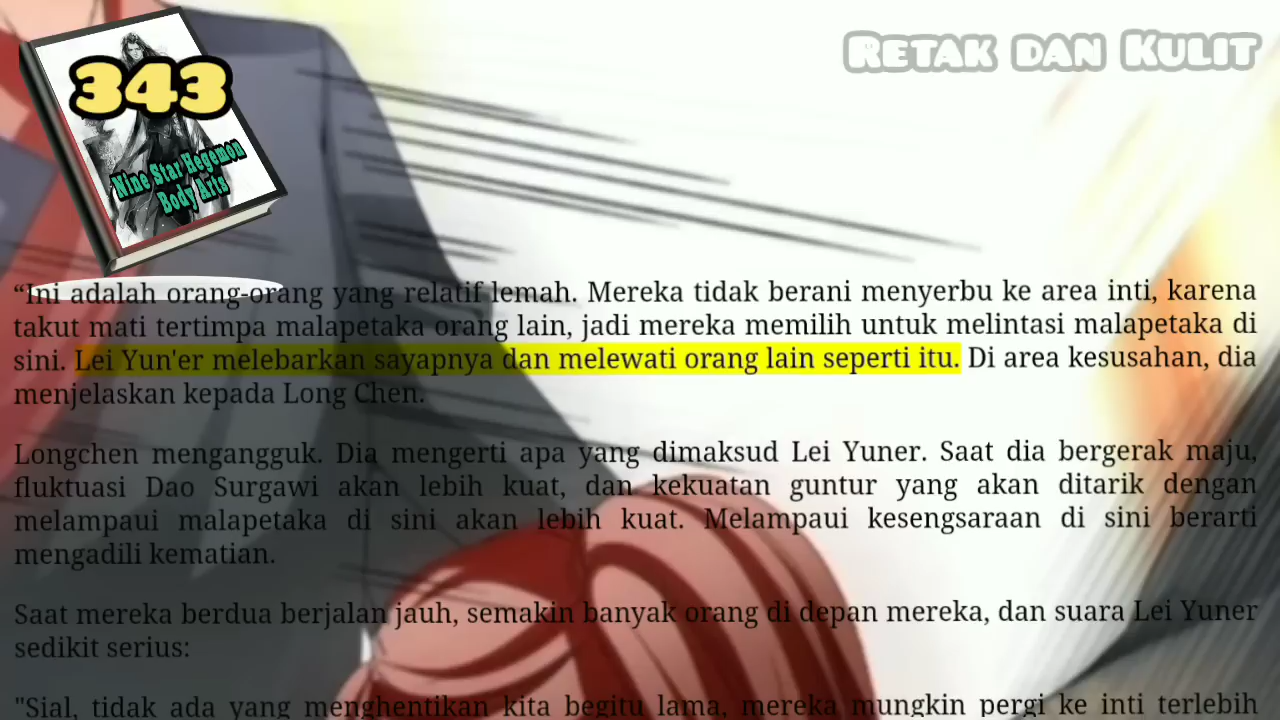 343
Nine Star Hegemon
Body Arts
Retak dan Kulit
“Ini adalah orang-orang yang relatif lemah. Mereka tidak berani menyerbu ke area inti, karena
takut mati tertimpa malapetaka orang lain, jadi mereka memilih untuk melintasi malapetaka di
sini. Lei Yun'er melebarkan sayapnya dan melewati orang lain seperti itu. Di area kesusahan, dia
menjelaskan kepada Long Chen.
Longchen mengangguk. Dia mengerti apa yang dimaksud Lei Yuner. Saat dia bergerak maju,
fluktuasi Dao Surgawi akan lebih kuat, dan kekuatan guntur yang akan ditarik dengan
melampaui malapetaka di sini akan lebih kuat. Melampaui kesengsaraan di sini berarti
mengadili kematian.
Saat mereka berdua berjalan jauh, semakin banyak orang di depan mereka, dan suara Lei Yuner
sedikit serius:
"Sial, tidak ada yang menghentikan kita begitu lama, mereka mungkin pergi ke inti terlebih